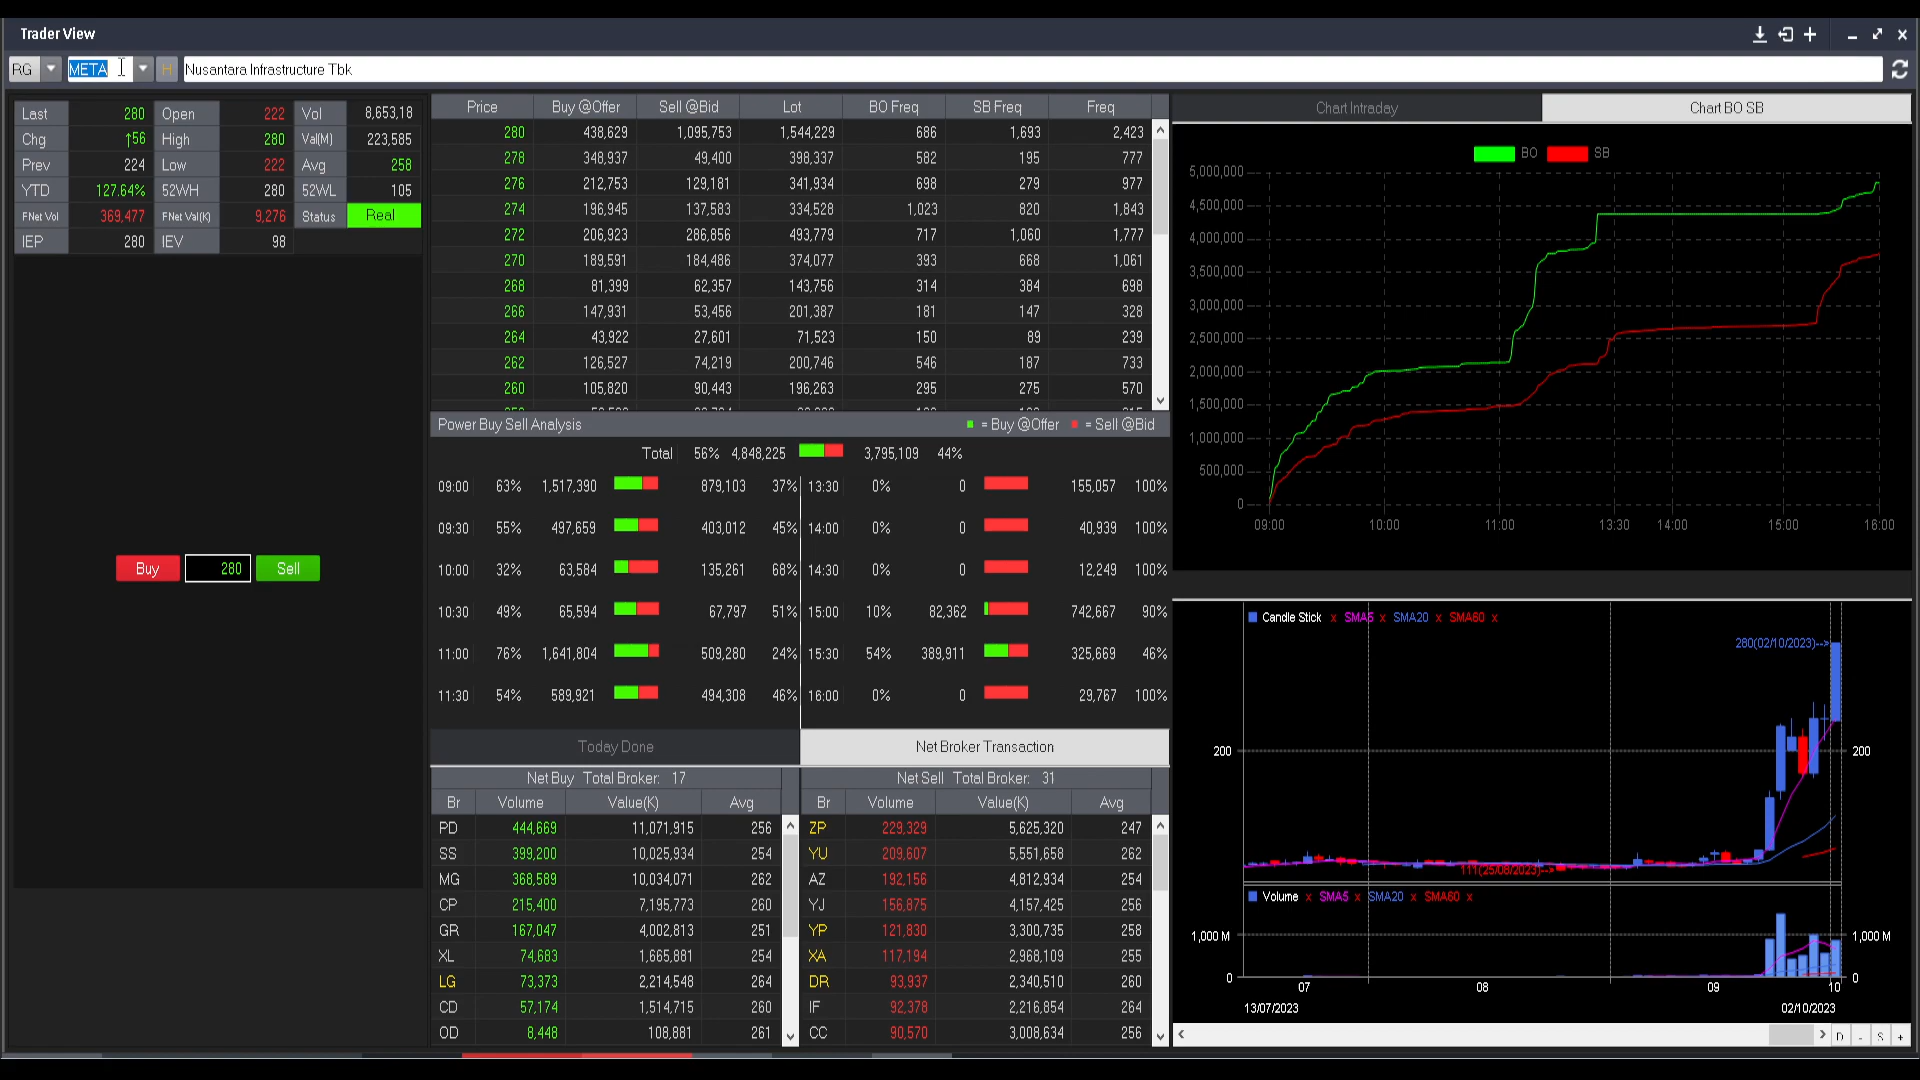 Trader View
RG META H Nusantara Infrastructure Tbk
Last 280 Open 222 Vol 8,653,18
Chg ↑56 High 280 Val(M) 223,585
Prev 224 Low 222 Avg 258
YTD 127.64% 52WH 280 52WL 105
FNet Vol 369,477 FNet Val(K) 9,276 Status Real
IEP 280 IEV 98
Buy 280 Sell
Price Buy @Offer Sell @Bid Lot BO Freq SB Freq Freq
280 438,629 1,095,753 1,544,229 686 1,693 2,423
278 348,937 49,400 398,337 582 195 777
276 212,753 129,181 341,934 698 279 977
274 196,945 137,583 334,528 1,023 820 1,843
272 206,923 286,856 493,779 717 1,060 1,777
270 189,591 184,486 374,077 393 668 1,061
268 81,399 62,357 143,756 314 384 698
266 147,931 53,456 201,387 181 147 328
264 43,922 27,601 71,523 150 89 239
262 126,527 74,219 200,746 546 187 733
260 105,820 90,443 196,263 295 275 570
Power Buy Sell Analysis = Buy @Offer = Sell @Bid
Total 56% 4,848,225 3,795,109 44%
09:00 63% 1,517,390 879,103 37% 13:30 0% 0 155,057 100%
09:30 55% 497,659 403,012 45% 14:00 0% 0 40,939 100%
10:00 32% 63,584 135,261 68% 14:30 0% 0 12,249 100%
10:30 49% 65,594 67,797 51% 15:00 10% 82,362 742,667 90%
11:00 76% 1,641,804 509,280 24% 15:30 54% 389,911 325,669 46%
11:30 54% 589,921 494,308 46% 16:00 0% 0 29,767 100%
Today Done Net Broker Transaction
Net Buy Total Broker: 17 Net Sell Total Broker: 31
Br Volume Value(K) Avg Br Volume Value(K) Avg
PD 444,669 11,071,915 256 ZP 229,329 5,625,320 247
SS 399,200 10,025,934 254 YU 209,607 5,551,658 262
MG 368,589 10,034,071 262 AZ 192,156 4,812,934 254
CP 215,400 7,195,773 260 YJ 156,875 4,157,425 256
GR 167,047 4,002,813 251 YP 121,830 3,300,735 258
XL 74,683 1,665,881 254 XA 117,194 2,968,109 255
LG 73,373 2,214,548 264 DR 93,937 2,340,510 260
CD 57,174 1,514,715 260 IF 92,378 2,216,854 264
OD 8,448 108,881 261 CC 90,570 3,008,634 256
Chart Intraday Chart BO SB
BO SB
5,000,000
4,500,000
4,000,000
3,500,000
3,000,000
2,500,000
2,000,000
1,500,000
1,000,000
500,000
0
09:00 10:00 11:00 13:30 14:00 15:00 16:00
Candle Stick x SMA5 x SMA20 x SMA60 x
280(02/10/2023)-->
200 200
111(25/08/2023)-->
Volume x SMA5 x SMA20 x SMA60 x
1,000 M 1,000 M
0 0
07 08 09 10
13/07/2023 02/10/2023
D - S +